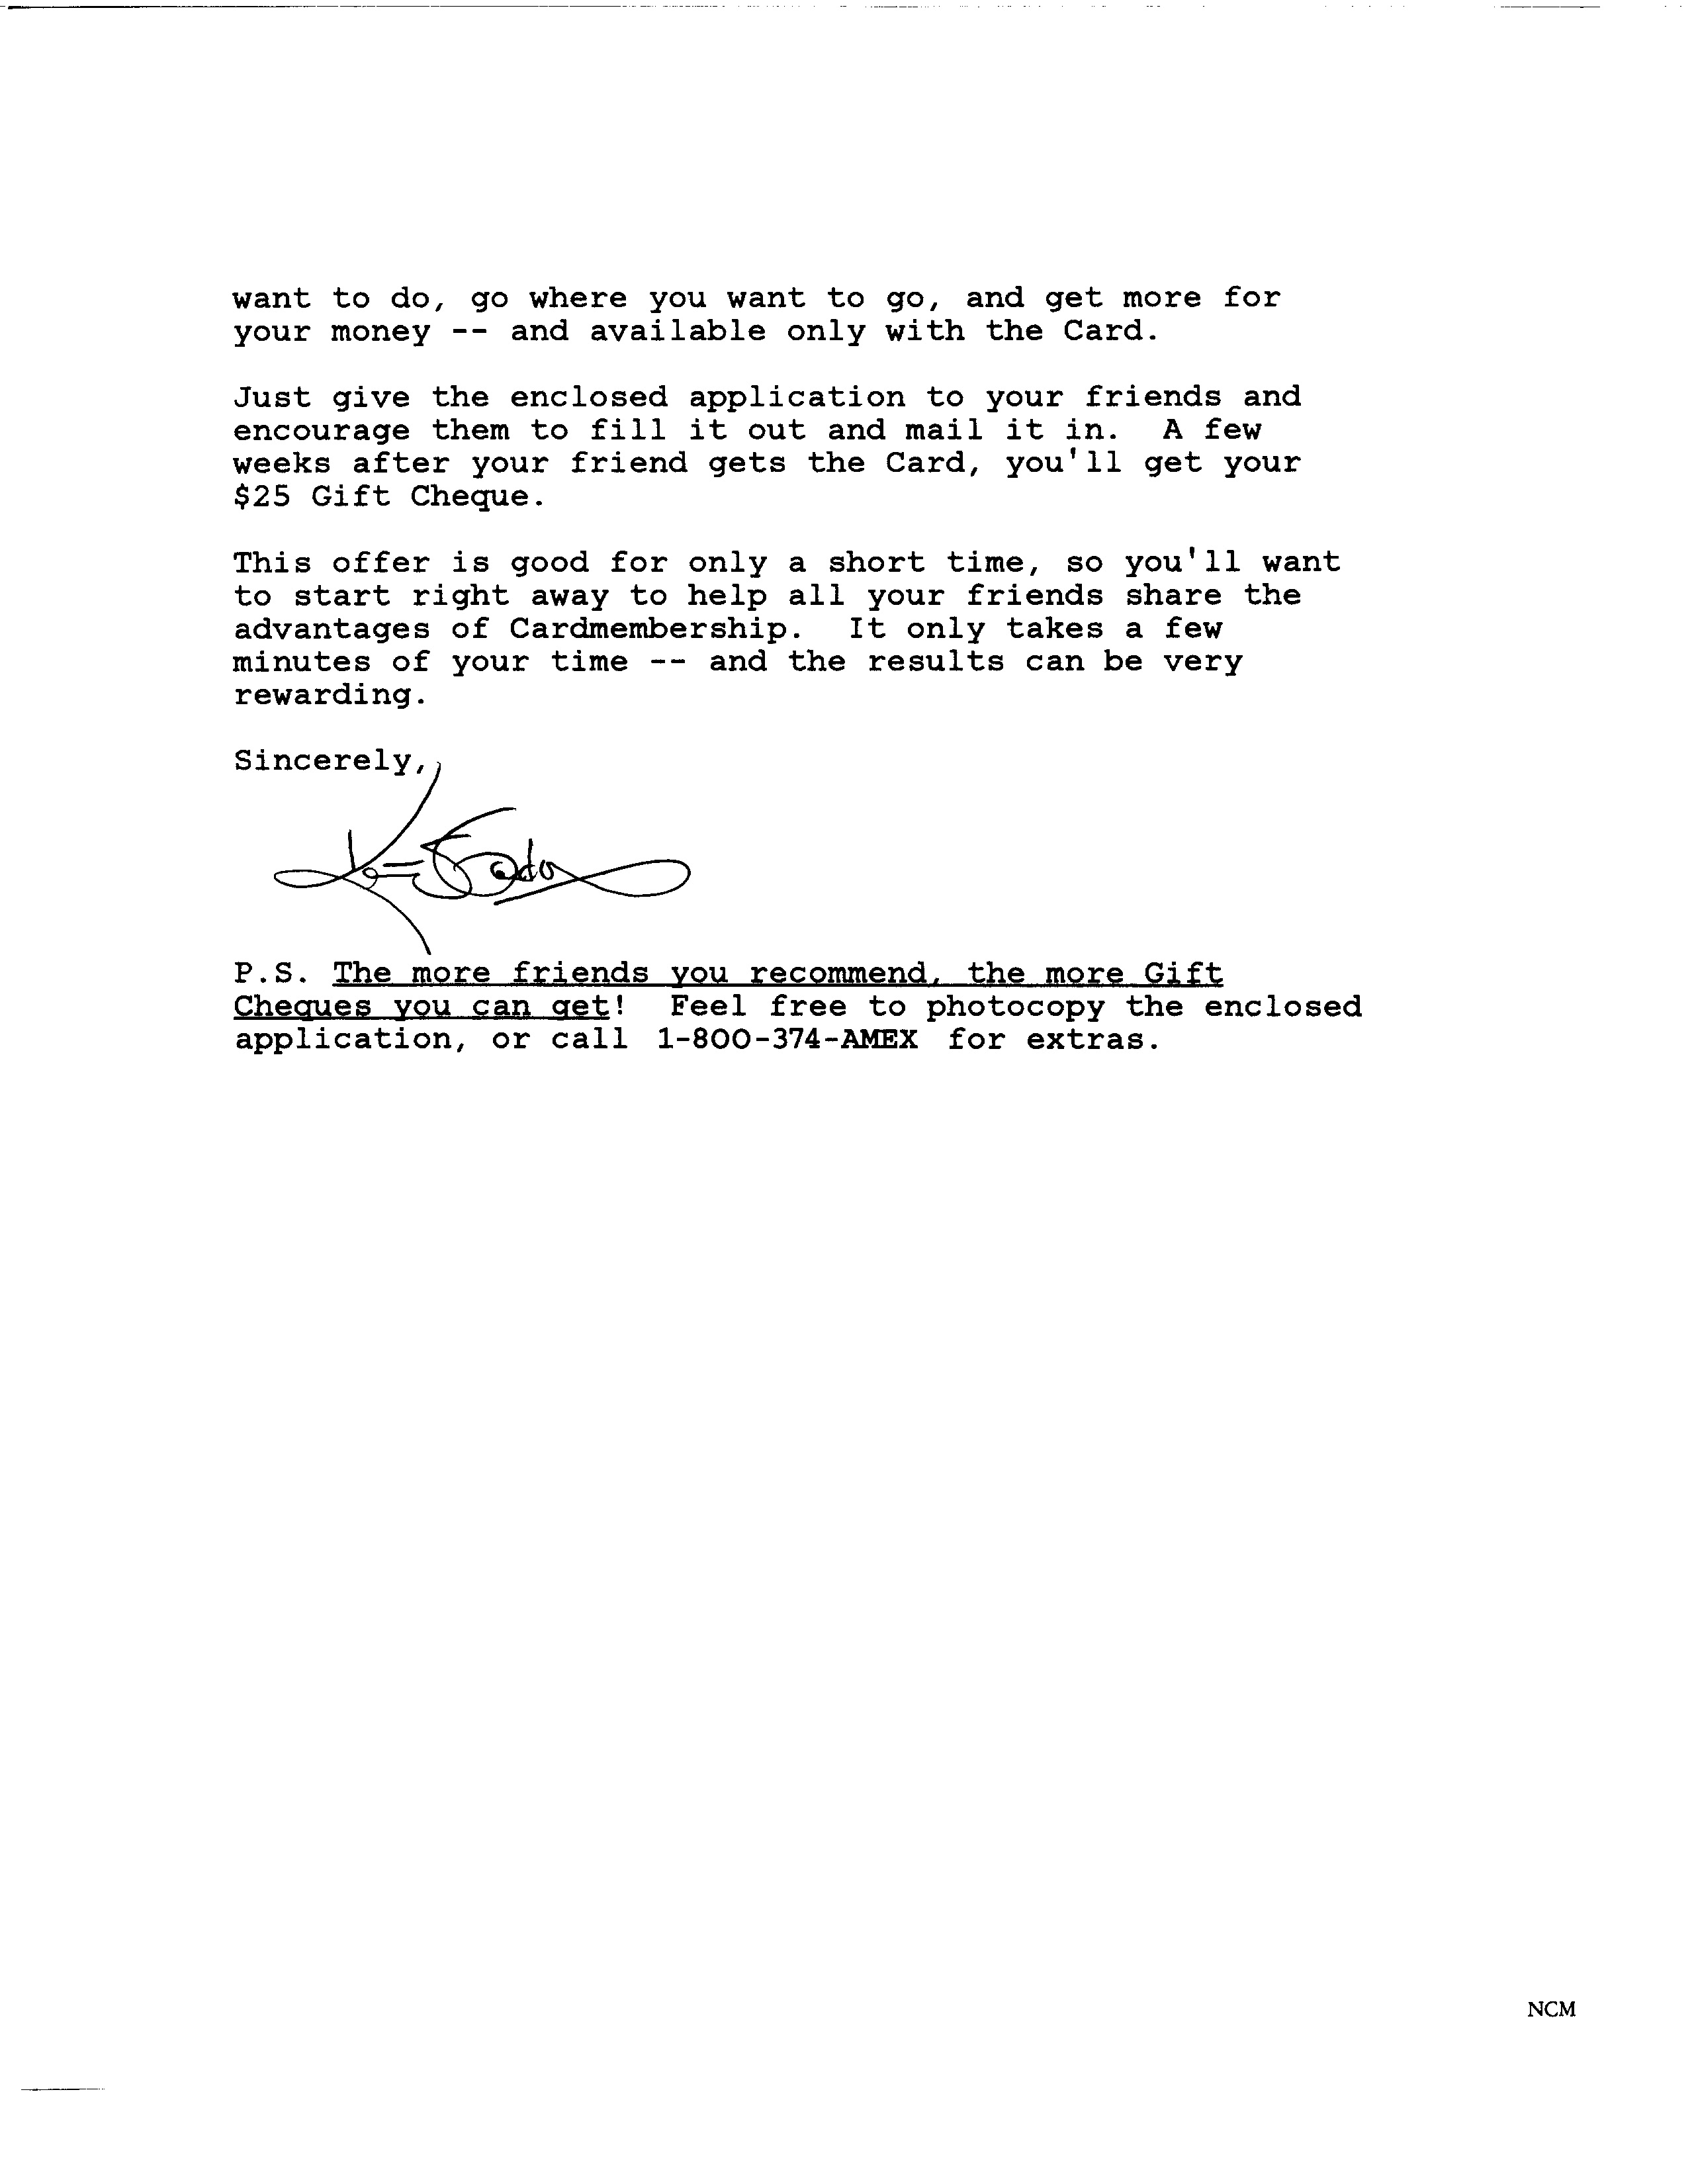 want to do, go where you want to go, and get more for
your money -- and available only with the Card.
Just give the enclosed application to your friends and
encourage them to fill it out and mail it in.  A few
weeks after your friend gets the Card, you'll get your
$25 Gift Cheque.
This offer is good for only a short time, so you'll want
to start right away to help all your friends share the
advantages of Cardmembership.  It only takes a few
minutes of your time -- and the results can be very
rewarding.
Sincerely,
P.S. The more friends you recommend, the more Gift
Cheques you can get!  Feel free to photocopy the enclosed
application, or call 1-800-374-AMEX for extras.
NCM